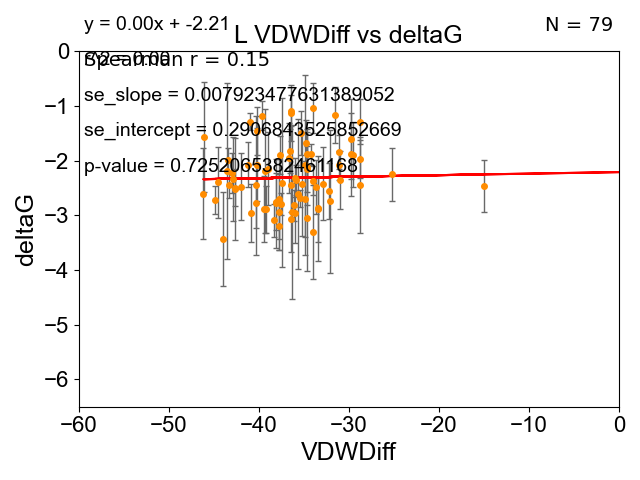 L VDWDiff vs deltaG
N = 79
y = 0.00x + -2.21
Spearman r = 0.15
se_slope = 0.007923477631389052
se_intercept = 0.2906843525852669
p-value = 0.7252065382461168
0
−1
−2
−3
−4
−5
−6
deltaG
−60 −50 −40 −30 −20 −10 0
VDWDiff